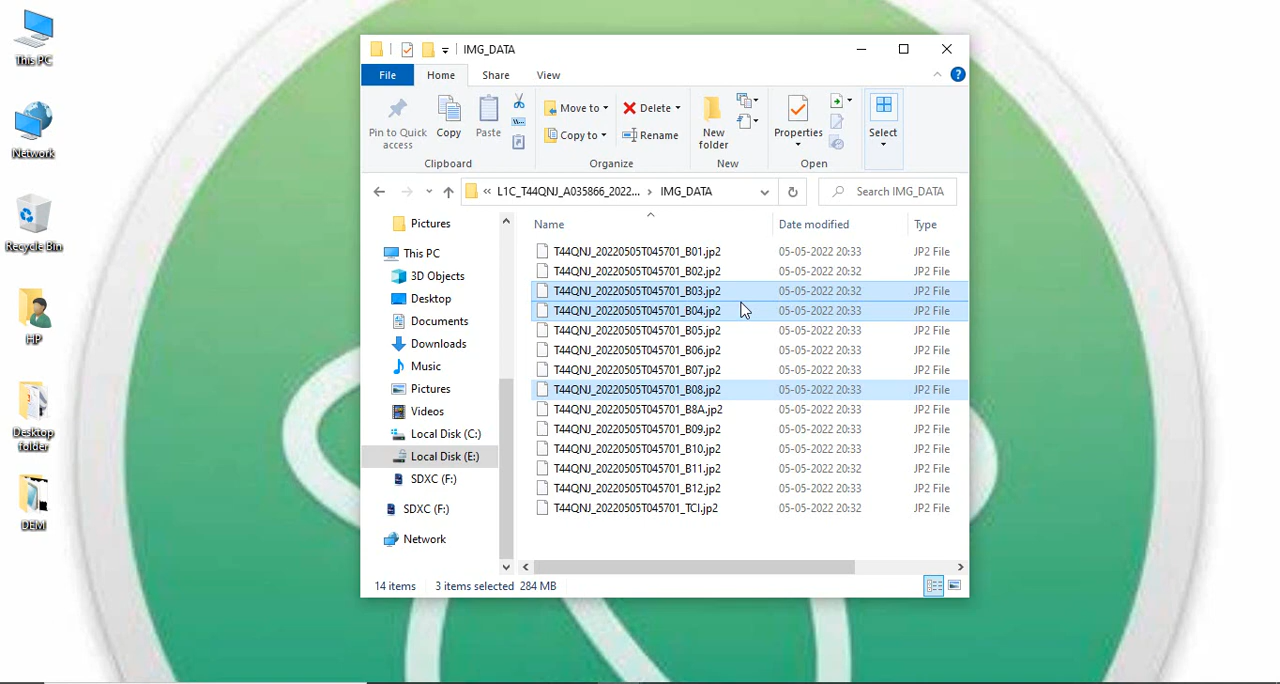 This PC
Network
Recycle Bin
HP
Desktop
folder
DEM
IMG_DATA
File Home Share View
Pin to Quick
access
Copy
Paste
Move to
Copy to
Delete
Rename
New
folder
Properties
Select
Clipboard Organize New Open
« L1C_T44QNJ_A035866_2022... › IMG_DATA
Search IMG_DATA
Pictures
This PC
3D Objects
Desktop
Documents
Downloads
Music
Pictures
Videos
Local Disk (C:)
Local Disk (E:)
SDXC (F:)
SDXC (F:)
Network
Name Date modified Type
T44QNJ_20220505T045701_B01.jp2 05-05-2022 20:33 JP2 File
T44QNJ_20220505T045701_B02.jp2 05-05-2022 20:32 JP2 File
T44QNJ_20220505T045701_B03.jp2 05-05-2022 20:32 JP2 File
T44QNJ_20220505T045701_B04.jp2 05-05-2022 20:33 JP2 File
T44QNJ_20220505T045701_B05.jp2 05-05-2022 20:33 JP2 File
T44QNJ_20220505T045701_B06.jp2 05-05-2022 20:33 JP2 File
T44QNJ_20220505T045701_B07.jp2 05-05-2022 20:33 JP2 File
T44QNJ_20220505T045701_B08.jp2 05-05-2022 20:33 JP2 File
T44QNJ_20220505T045701_B8A.jp2 05-05-2022 20:33 JP2 File
T44QNJ_20220505T045701_B09.jp2 05-05-2022 20:33 JP2 File
T44QNJ_20220505T045701_B10.jp2 05-05-2022 20:33 JP2 File
T44QNJ_20220505T045701_B11.jp2 05-05-2022 20:32 JP2 File
T44QNJ_20220505T045701_B12.jp2 05-05-2022 20:33 JP2 File
T44QNJ_20220505T045701_TCI.jp2 05-05-2022 20:32 JP2 File
14 items 3 items selected 284 MB